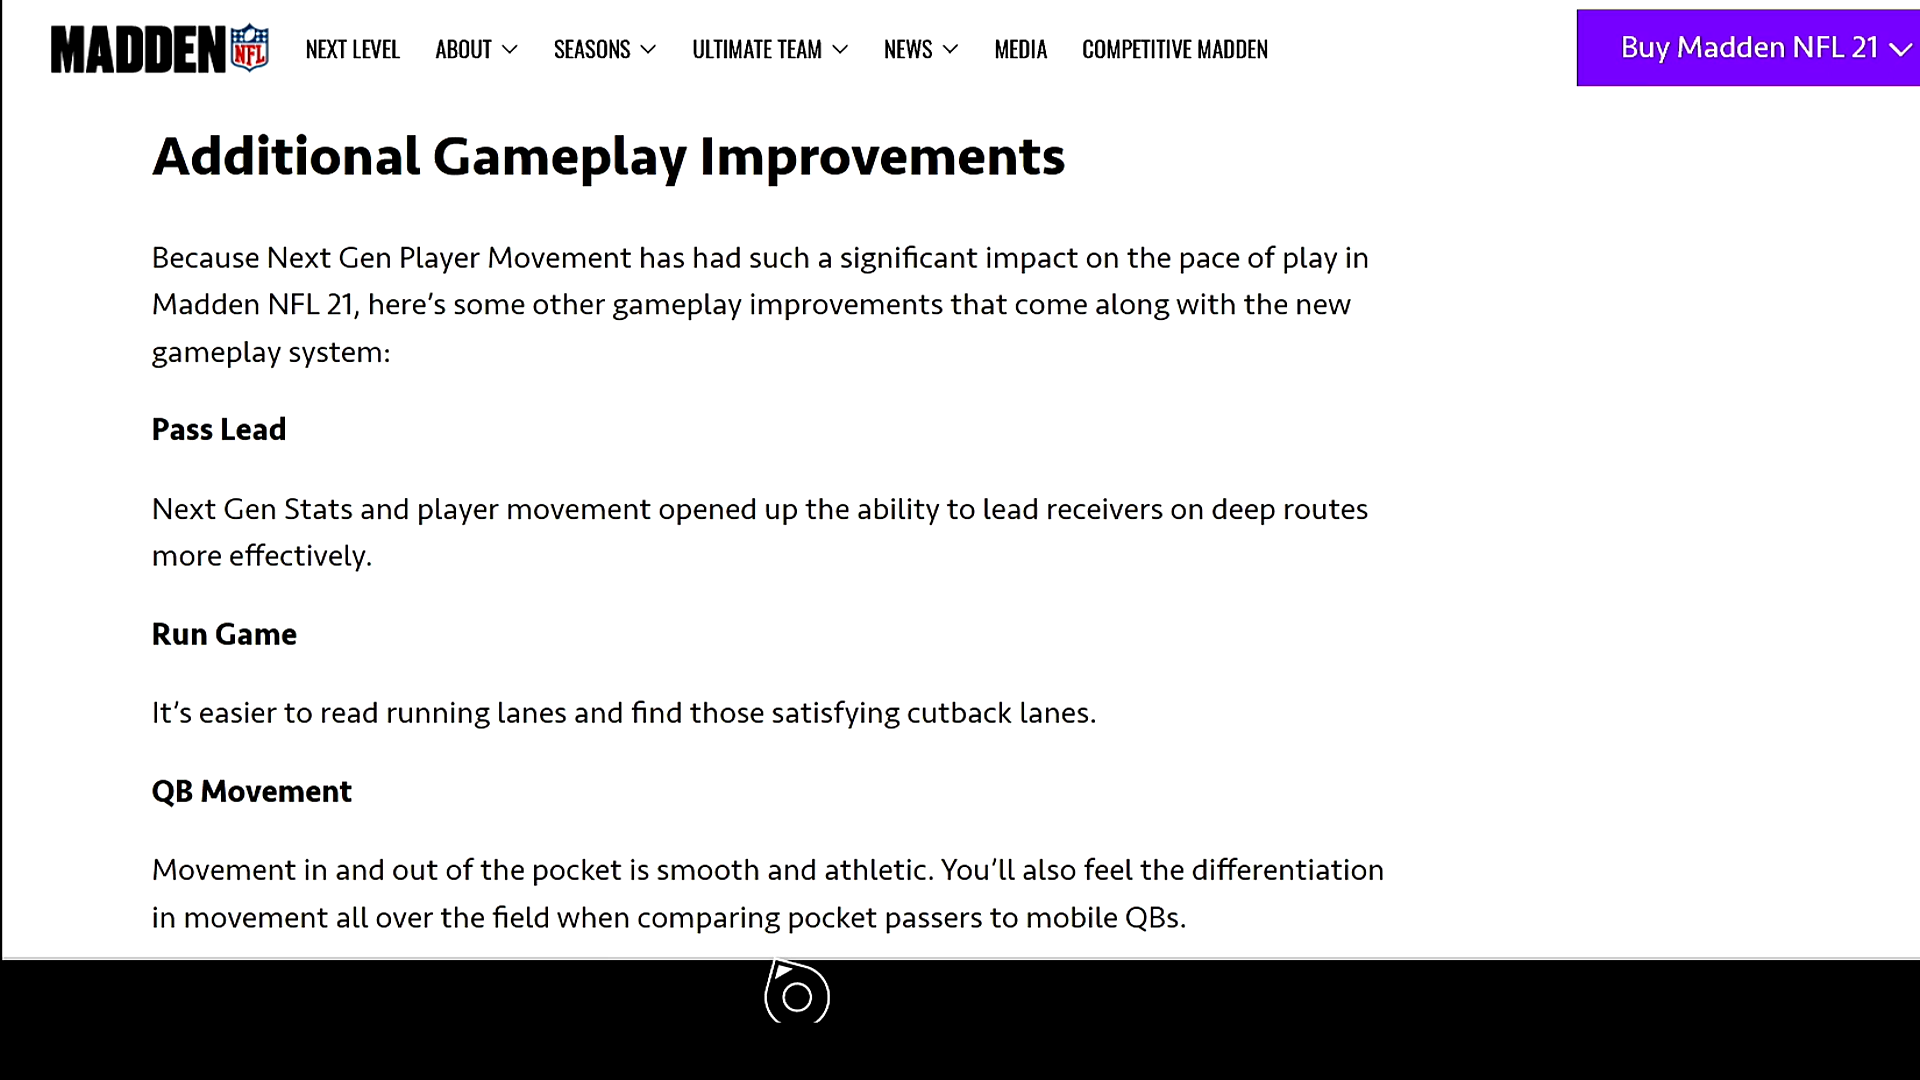 MADDEN NFL NEXT LEVEL ABOUT SEASONS ULTIMATE TEAM NEWS MEDIA COMPETITIVE MADDEN Buy Madden NFL 21
Additional Gameplay Improvements
Because Next Gen Player Movement has had such a significant impact on the pace of play in
Madden NFL 21, here’s some other gameplay improvements that come along with the new
gameplay system:
Pass Lead
Next Gen Stats and player movement opened up the ability to lead receivers on deep routes
more effectively.
Run Game
It’s easier to read running lanes and find those satisfying cutback lanes.
QB Movement
Movement in and out of the pocket is smooth and athletic. You’ll also feel the differentiation
in movement all over the field when comparing pocket passers to mobile QBs.